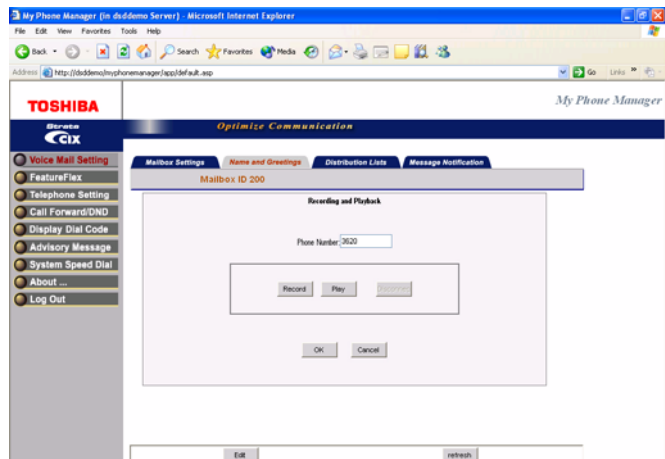 My Phone Manager (in dsddemo Server) - Microsoft Internet Explorer
File Edit View Favorites Tools Help
Back Search Favorites Media
Address http://dsddemo/myphonemanager/app/default.asp Go Links »
TOSHIBA
My Phone Manager
Strata
CIX
Optimize Communication
Voice Mail Setting
FeatureFlex
Telephone Setting
Call Forward/DND
Display Dial Code
Advisory Message
System Speed Dial
About ...
Log Out
Mailbox Settings Name and Greetings Distribution Lists Message Notification
Mailbox ID 200
Recording and Playback
Phone Number: 3620
Record Play
OK Cancel
Edit refresh